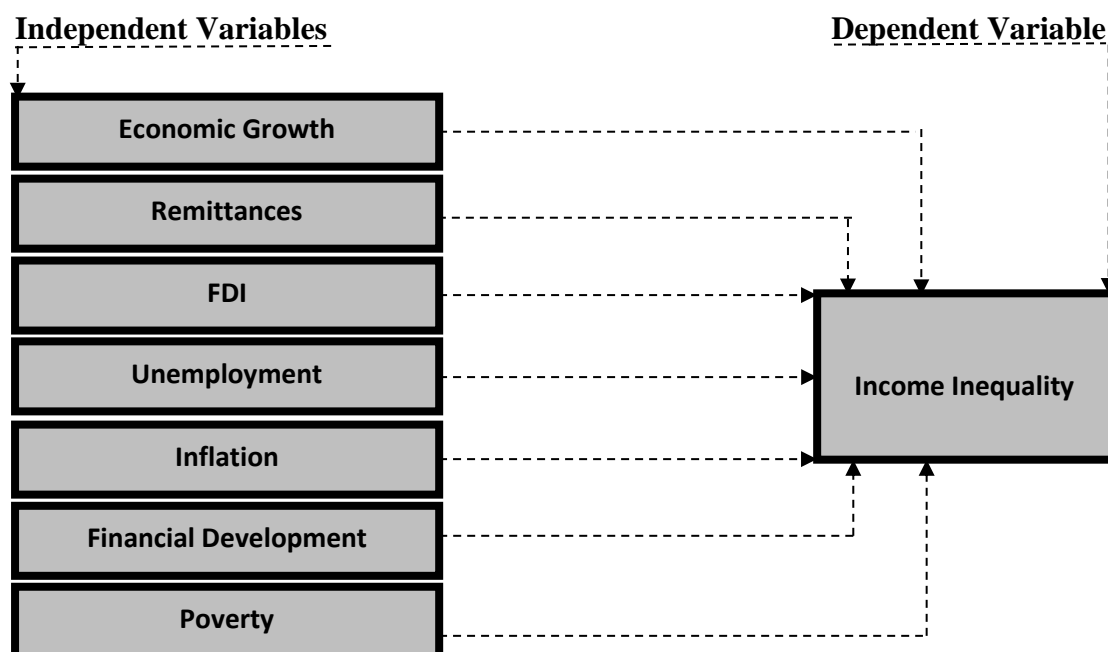 Independent Variables
Dependent Variable
Economic Growth
Remittances
FDI
Unemployment
Income Inequality
Inflation
Financial Development
Poverty